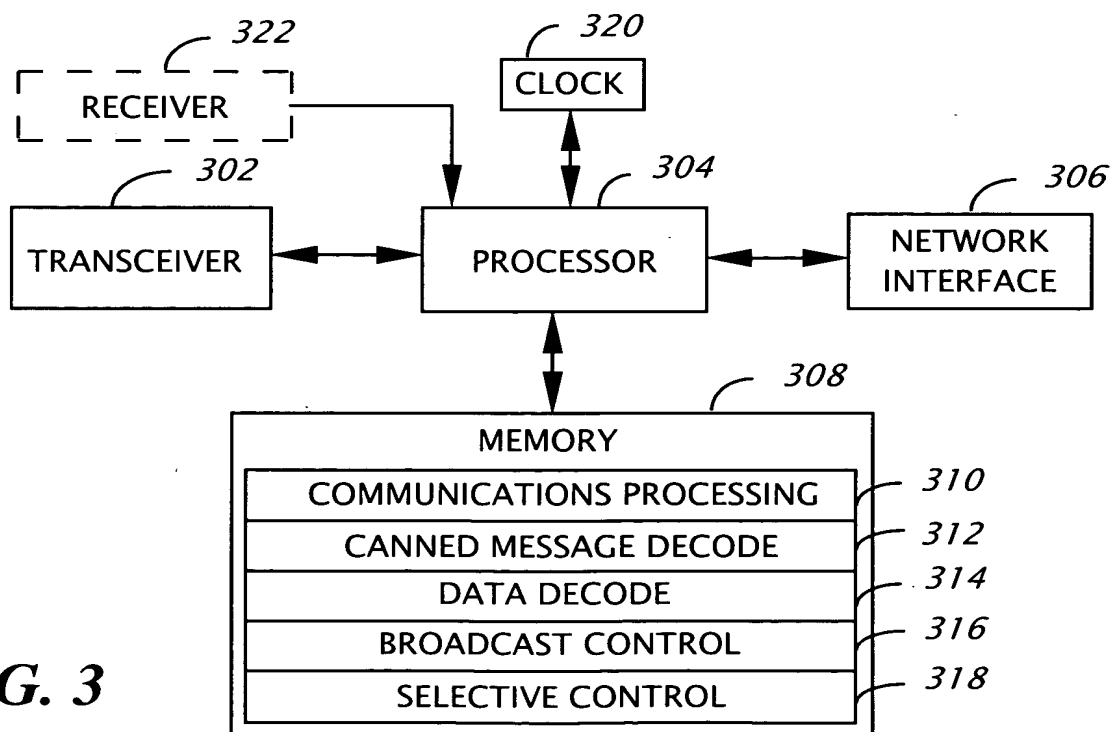 322
320
RECEIVER
CLOCK
302
304
306
TRANSCEIVER
PROCESSOR
NETWORK
INTERFACE
308
MEMORY
COMMUNICATIONS PROCESSING
310
CANNED MESSAGE DECODE
312
DATA DECODE
314
BROADCAST CONTROL
316
SELECTIVE CONTROL
318
G. 3